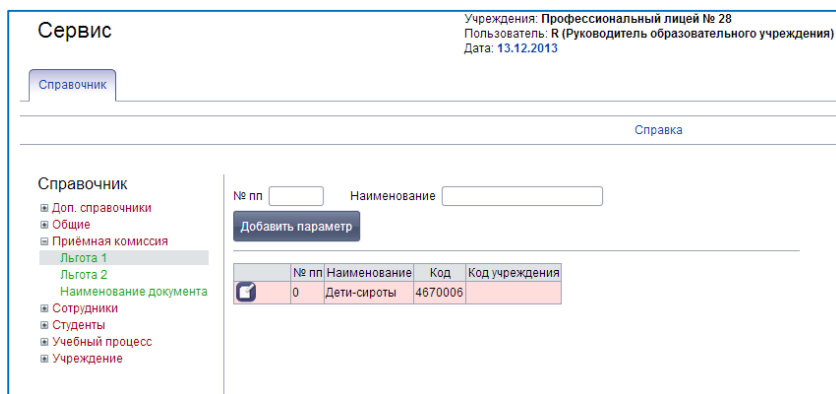 Сервис
Учреждения: Профессиональный лицей № 28
Пользователь: R (Руководитель образовательного учреждения)
Дата: 13.12.2013
Справочник
Справка
Справочник
Доп. справочники
Общие
Приёмная комиссия
Льгота 1
Льгота 2
Наименование документа
Сотрудники
Студенты
Учебный процесс
Учреждение
№ пп Наименование
Добавить параметр
№ пп Наименование Код Код учреждения
0 Дети-сироты 4670006